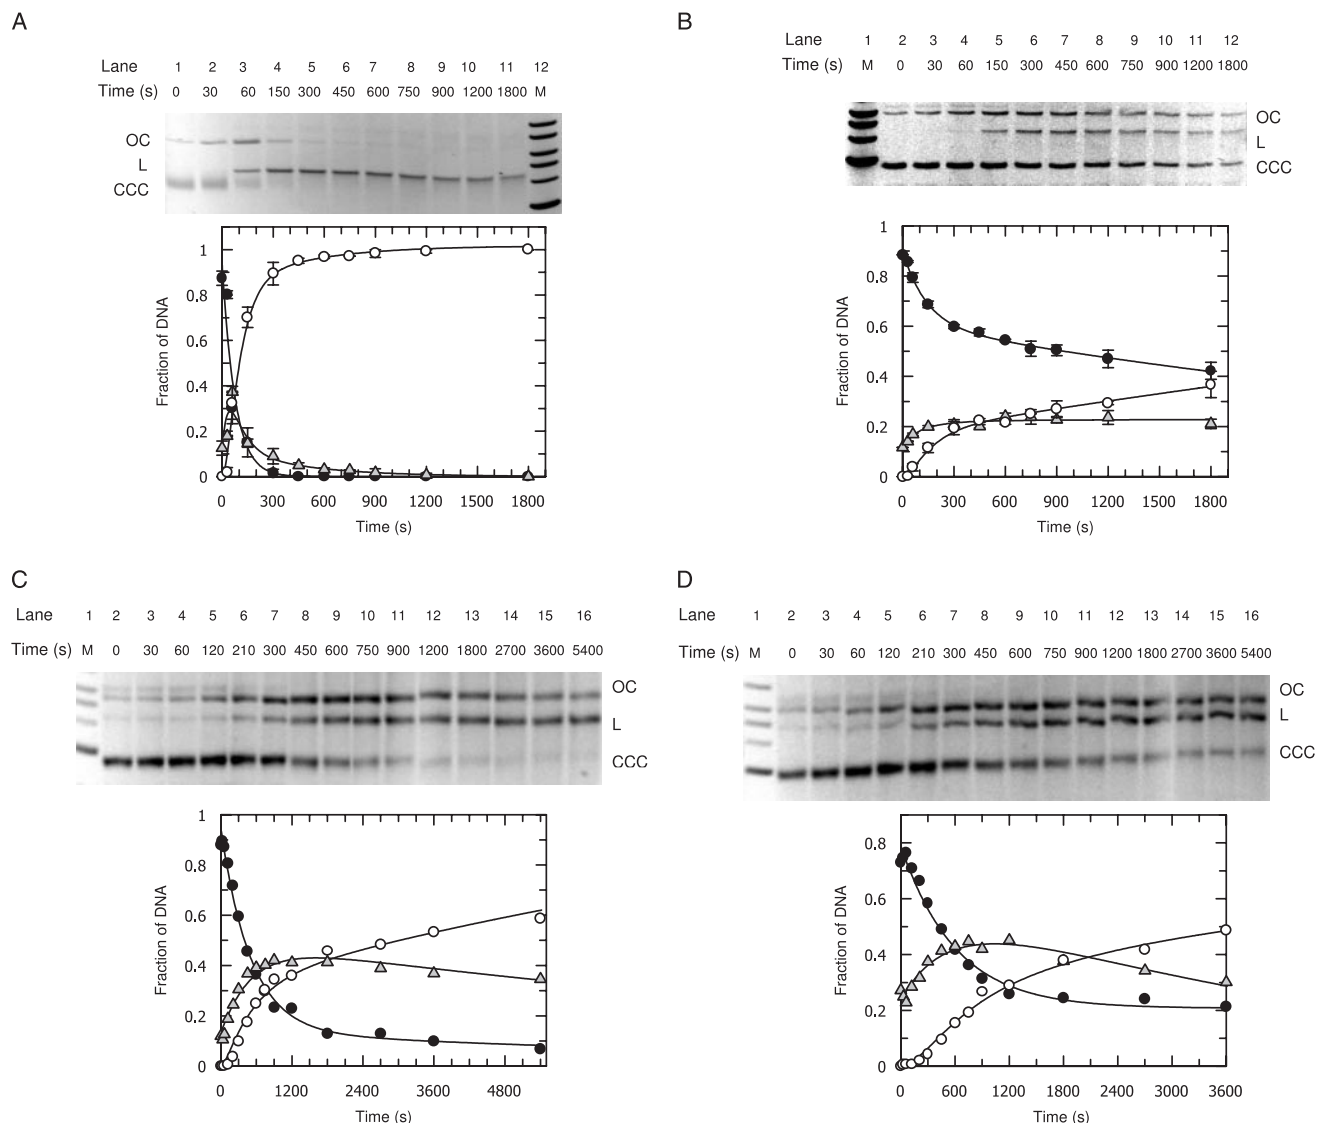 A
Lane 1 2 3 4 5 6 7 8 9 10 11 12
Time (s) 0 30 60 150 300 450 600 750 900 1200 1800 M
OC
L
CCC
Fraction of DNA
1
0.8
0.6
0.4
0.2
0
0 300 600 900 1200 1500 1800
Time (s)
B
Lane 1 2 3 4 5 6 7 8 9 10 11 12
Time (s) M 0 30 60 150 300 450 600 750 900 1200 1800
OC
L
CCC
Fraction of DNA
1
0.8
0.6
0.4
0.2
0
0 300 600 900 1200 1500 1800
Time (s)
C
Lane 1 2 3 4 5 6 7 8 9 10 11 12 13 14 15 16
Time (s) M 0 30 60 120 210 300 450 600 750 900 1200 1800 2700 3600 5400
OC
L
CCC
Fraction of DNA
1
0.8
0.6
0.4
0.2
0
0 1200 2400 3600 4800
Time (s)
D
Lane 1 2 3 4 5 6 7 8 9 10 11 12 13 14 15 16
Time (s) M 0 30 60 120 210 300 450 600 750 900 1200 1800 2700 3600 5400
OC
L
CCC
Fraction of DNA
0.8
0.6
0.4
0.2
0
0 600 1200 1800 2400 3000 3600
Time (s)